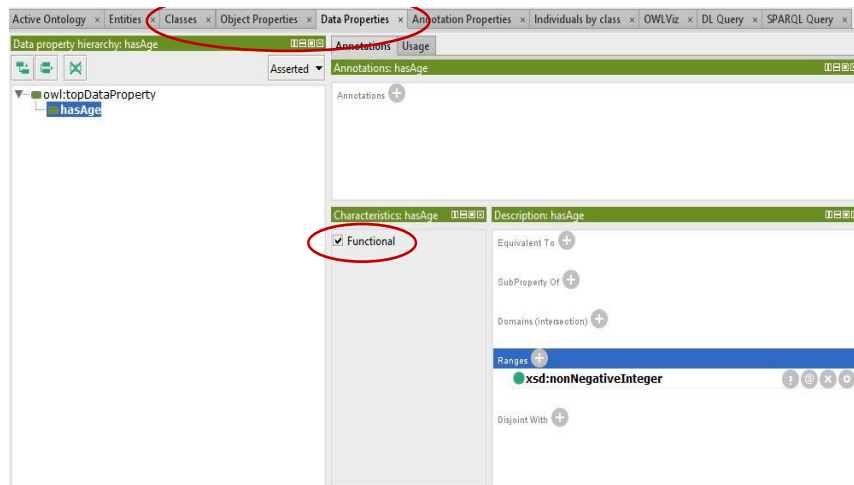 Active Ontology × Entities × Classes × Object Properties × Data Properties × Annotation Properties × Individuals by class × OWLViz × DL Query × SPARQL Query ×
Data property hierarchy: hasAge
Annotations Usage
Asserted
Annotations: hasAge
Annotations
owl:topDataProperty
hasAge
Characteristics: hasAge
Description: hasAge
Functional
Equivalent To
SubProperty Of
Domains (intersection)
Ranges
xsd:nonNegativeInteger
Disjoint With